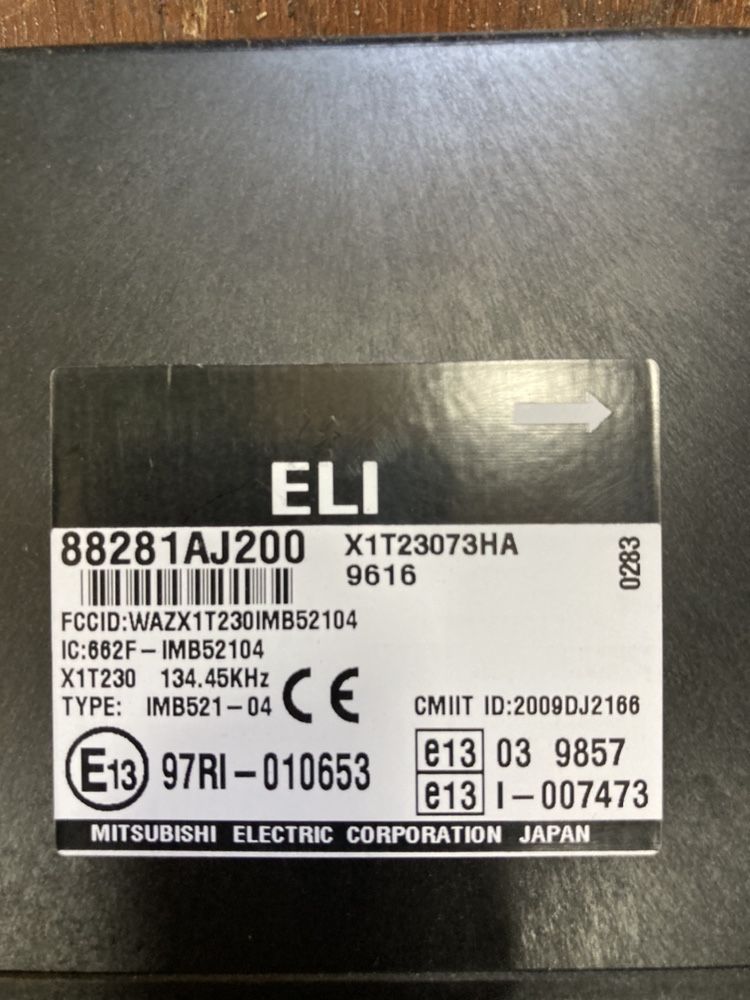 ELI
88281AJ200 X1T23073HA
9616
0283
FCCID:WAZX1T230IMB52104
IC:662F-IMB52104
X1T230 134.45KHz
TYPE: IMB521-04 CE CMIIT ID:2009DJ2166
E13 97RI-010653 e13 03 9857
e13 I-007473
MITSUBISHI ELECTRIC CORPORATION JAPAN